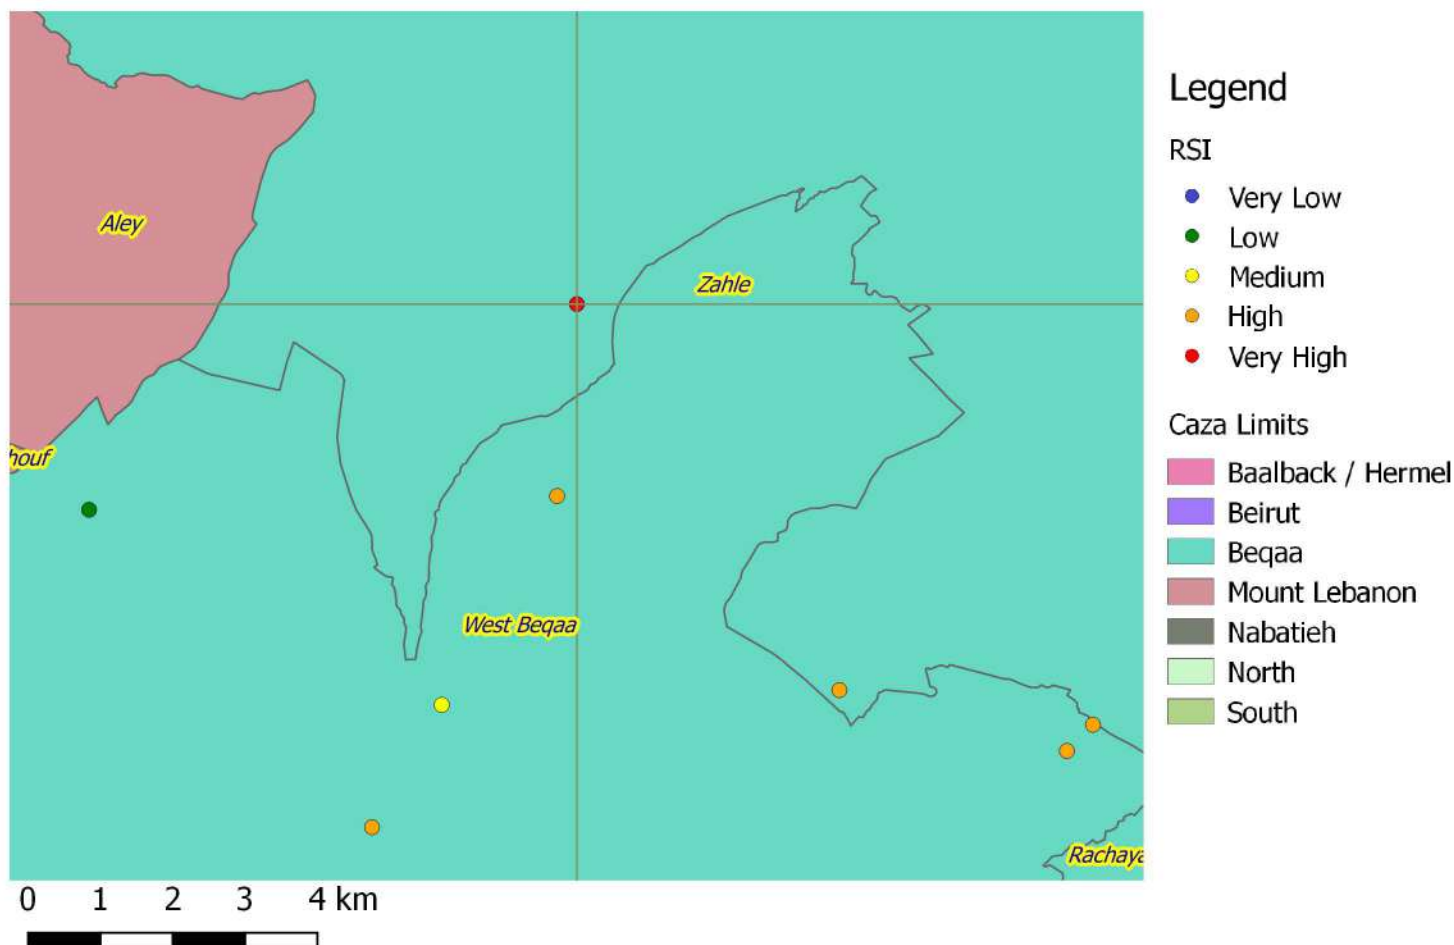 Legend
RSI
Very Low
Low
Medium
High
Very High
Caza Limits
Baalback / Hermel
Beirut
Beqaa
Mount Lebanon
Nabatieh
North
South
Aley
Zahle
houf
West Beqaa
Rachaya
0 1 2 3 4 km